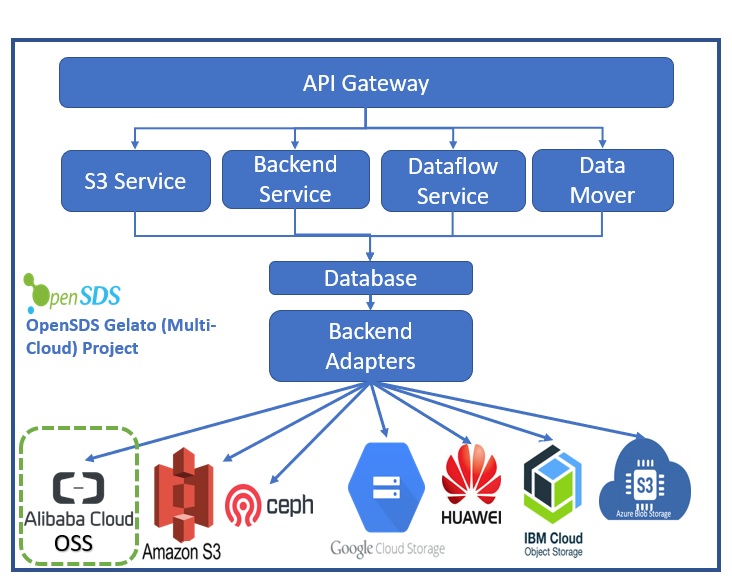 API Gateway
S3 Service
Backend
Service
Dataflow
Service
Data
Mover
Database
OpenSDS
OpenSDS Gelato (Multi-
Cloud) Project
Backend
Adapters
Alibaba Cloud
OSS
Amazon S3
ceph
Google Cloud Storage
HUAWEI
IBM Cloud
Object Storage
S3
Azure Blob Storage